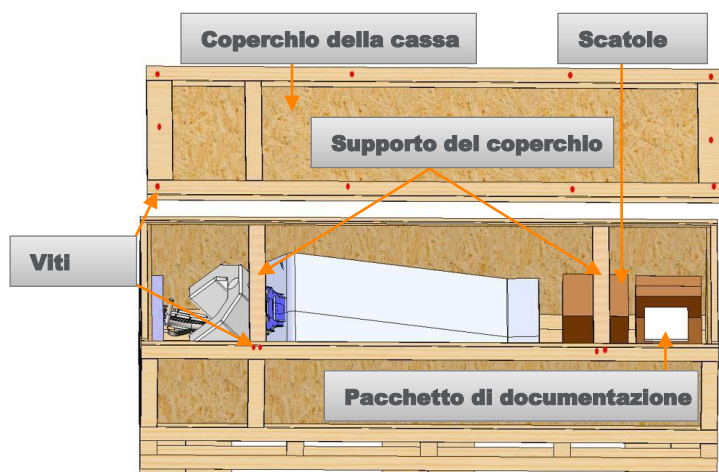 Coperchio della cassa
Scatole
Supporto del coperchio
Viti
Pacchetto di documentazione